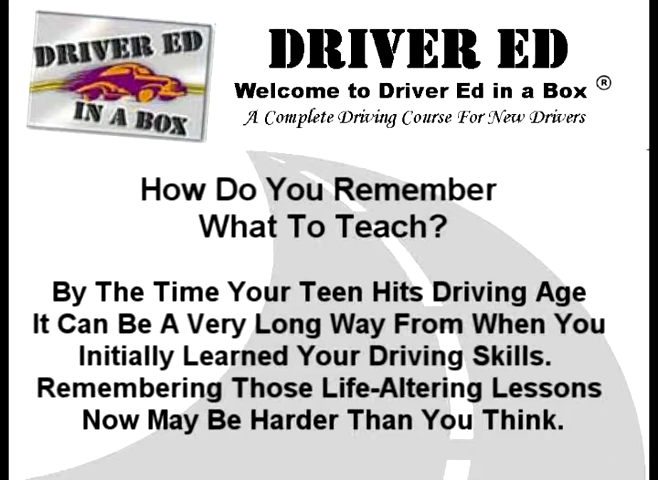 DRIVER ED
IN A BOX
DRIVER ED
Welcome to Driver Ed in a Box ®
A Complete Driving Course For New Drivers
How Do You Remember
What To Teach?
By The Time Your Teen Hits Driving Age
It Can Be A Very Long Way From When You
Initially Learned Your Driving Skills.
Remembering Those Life-Altering Lessons
Now May Be Harder Than You Think.